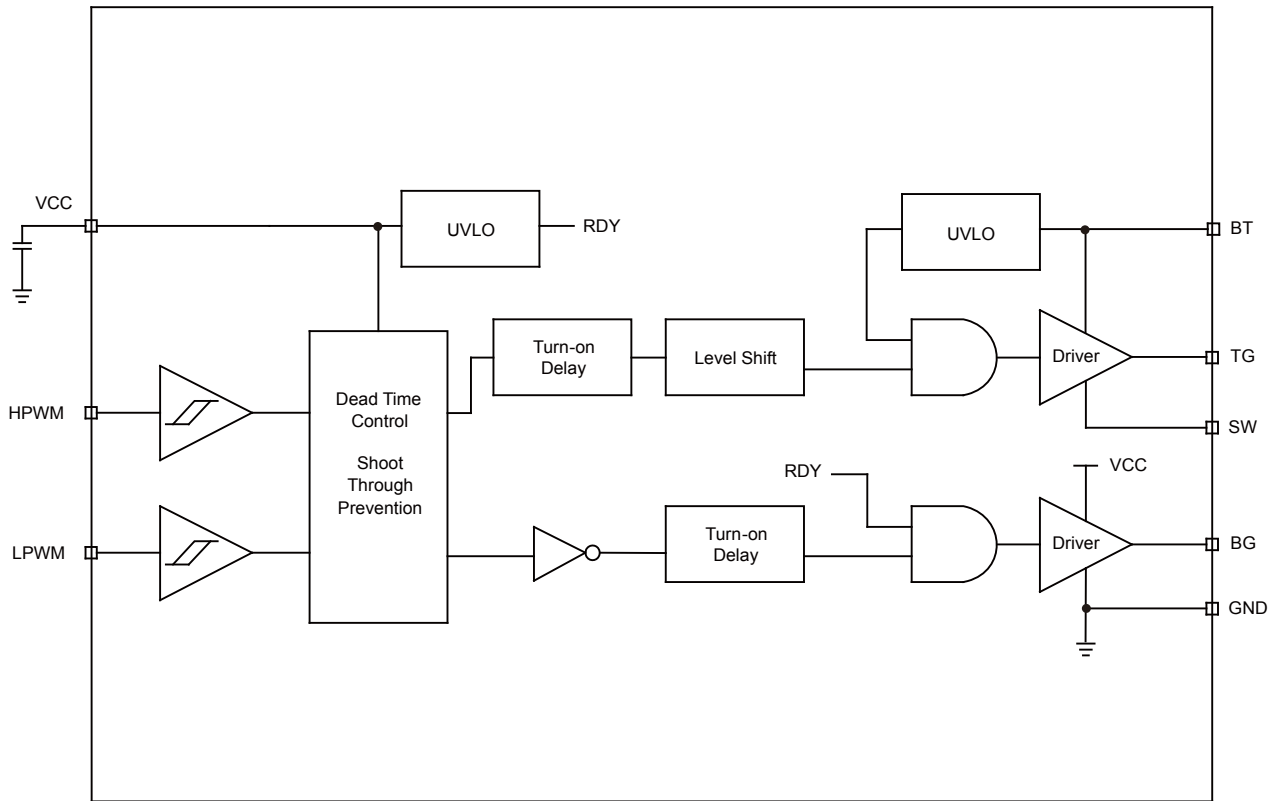 VCC
UVLO
RDY
UVLO
BT
Turn-on
Delay
Level Shift
Driver
TG
HPWM
Dead Time
Control
Shoot
Through
Prevention
SW
RDY
VCC
LPWM
Turn-on
Delay
Driver
BG
GND